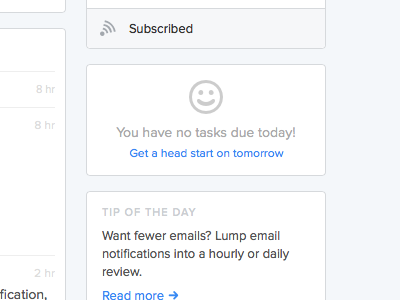 Subscribed
8 hr
8 hr
You have no tasks due today!
Get a head start on tomorrow
TIP OF THE DAY
Want fewer emails? Lump email
notifications into a hourly or daily
review.
2 hr
fication,
Read more →